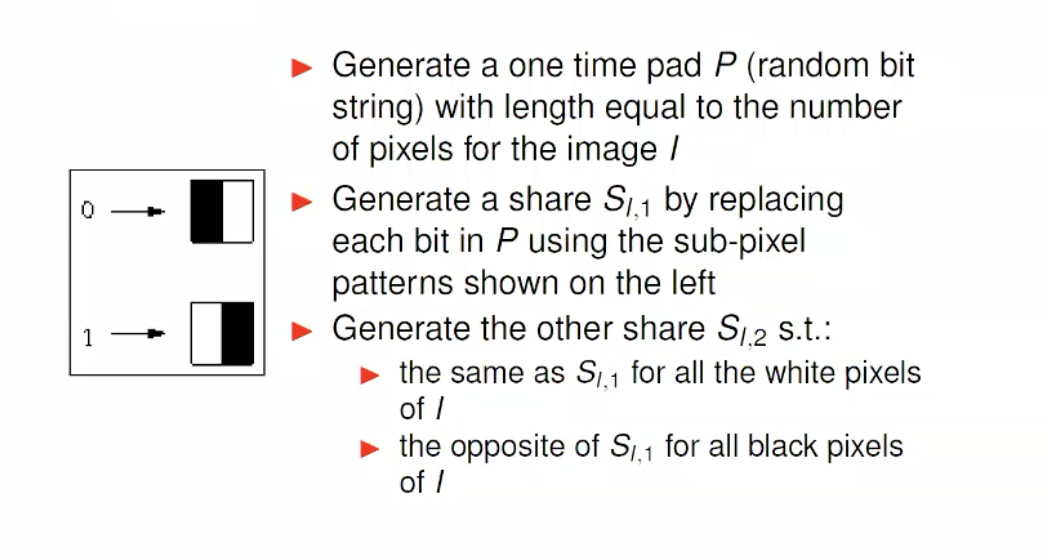 Generate a one time pad P (random bit
string) with length equal to the number
of pixels for the image I
0
Generate a share S_{I,1} by replacing
each bit in P using the sub-pixel
patterns shown on the left
1
Generate the other share S_{I,2} s.t.:
the same as S_{I,1} for all the white pixels
of I
the opposite of S_{I,1} for all black pixels
of I